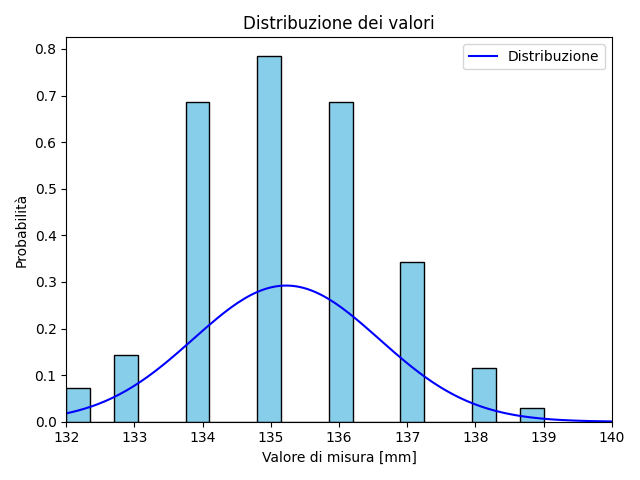 Distribuzione dei valori
Distribuzione
Probabilità
0.8
0.7
0.6
0.5
0.4
0.3
0.2
0.1
0.0
132 133 134 135 136 137 138 139 140
Valore di misura [mm]